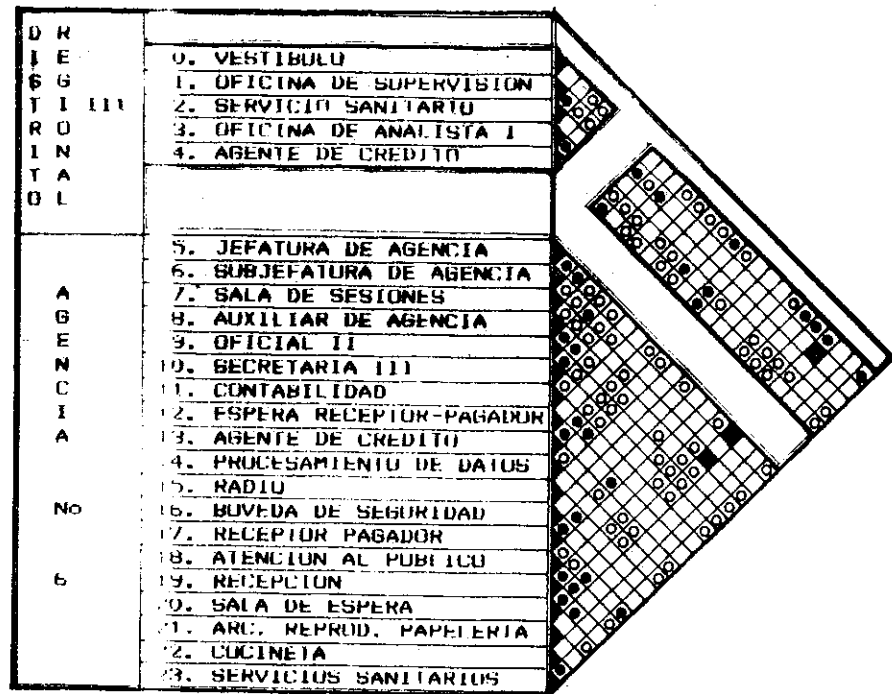 DISTRITO REGIONAL III
0. VESTIBULO
1. OFICINA DE SUPERVISION
2. SERVICIO SANITARIO
3. OFICINA DE ANALISTA I
4. AGENTE DE CREDITO
AGENCIA No 6
5. JEFATURA DE AGENCIA
6. SUBJEFATURA DE AGENCIA
7. SALA DE SESIONES
8. AUXILIAR DE AGENCIA
9. OFICIAL II
10. SECRETARIA III
11. CONTABILIDAD
12. ESPERA RECEPTOR-PAGADOR
13. AGENTE DE CREDITO
14. PROCESAMIENTO DE DATOS
15. RADIO
16. BOVEDA DE SEGURIDAD
17. RECEPTOR PAGADOR
18. ATENCION AL PUBLICO
19. RECEPCION
20. SALA DE ESPERA
21. ARC. REPROD. PAPELERIA
22. COCINETA
23. SERVICIOS SANITARIOS